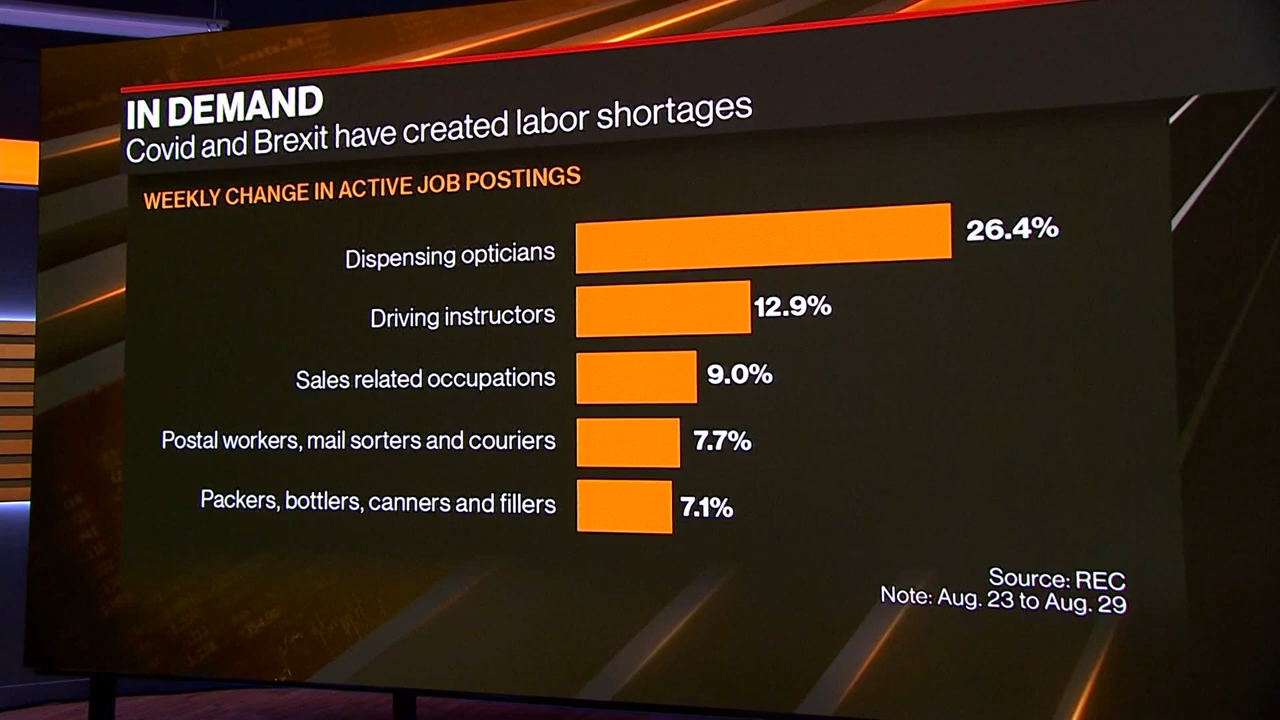 IN DEMAND
Covid and Brexit have created labor shortages
WEEKLY CHANGE IN ACTIVE JOB POSTINGS
Dispensing opticians 26.4%
Driving instructors 12.9%
Sales related occupations 9.0%
Postal workers, mail sorters and couriers 7.7%
Packers, bottlers, canners and fillers 7.1%
Source: REC
Note: Aug. 23 to Aug. 29